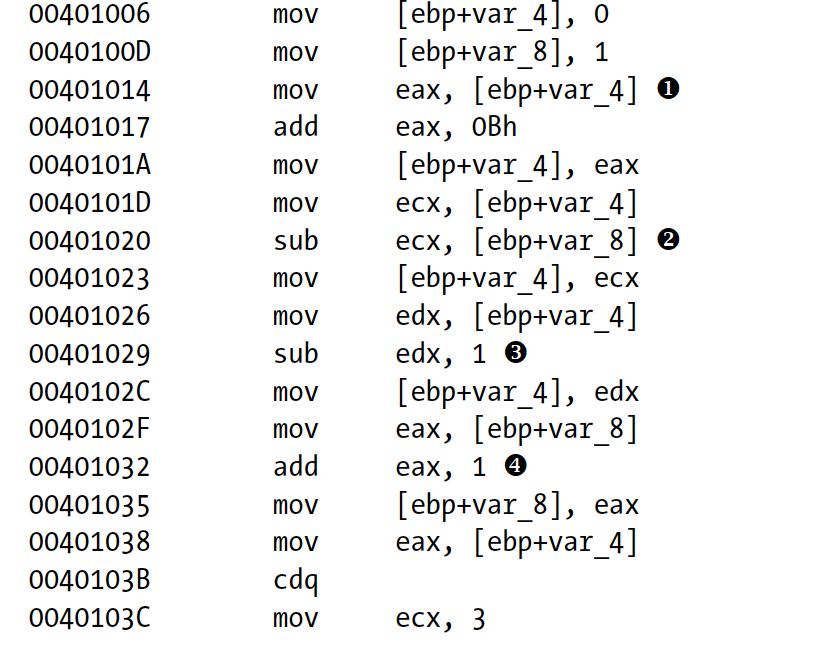 00401006 mov [ebp+var_4], 0
0040100D mov [ebp+var_8], 1
00401014 mov eax, [ebp+var_4] ❶
00401017 add eax, 0Bh
0040101A mov [ebp+var_4], eax
0040101D mov ecx, [ebp+var_4]
00401020 sub ecx, [ebp+var_8] ❷
00401023 mov [ebp+var_4], ecx
00401026 mov edx, [ebp+var_4]
00401029 sub edx, 1 ❸
0040102C mov [ebp+var_4], edx
0040102F mov eax, [ebp+var_8]
00401032 add eax, 1 ❹
00401035 mov [ebp+var_8], eax
00401038 mov eax, [ebp+var_4]
0040103B cdq
0040103C mov ecx, 3